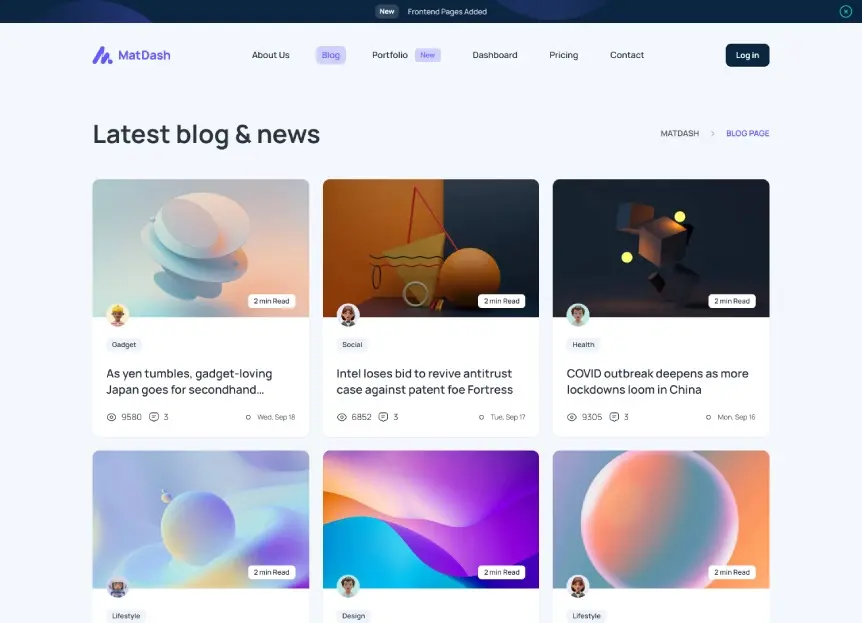 New Frontend Pages Added
MatDash
About Us Blog Portfolio New Dashboard Pricing Contact Log in
Latest blog & news
MATDASH > BLOG PAGE
2 min Read 2 min Read 2 min Read
Gadget Social Health
As yen tumbles, gadget-loving
Japan goes for secondhand...
Intel loses bid to revive antitrust
case against patent foe Fortress
COVID outbreak deepens as more
lockdowns loom in China
9580 3 Wed, Sep 18
6852 3 Tue, Sep 17
9305 3 Mon, Sep 16
2 min Read 2 min Read 2 min Read
Lifestyle Design Lifestyle